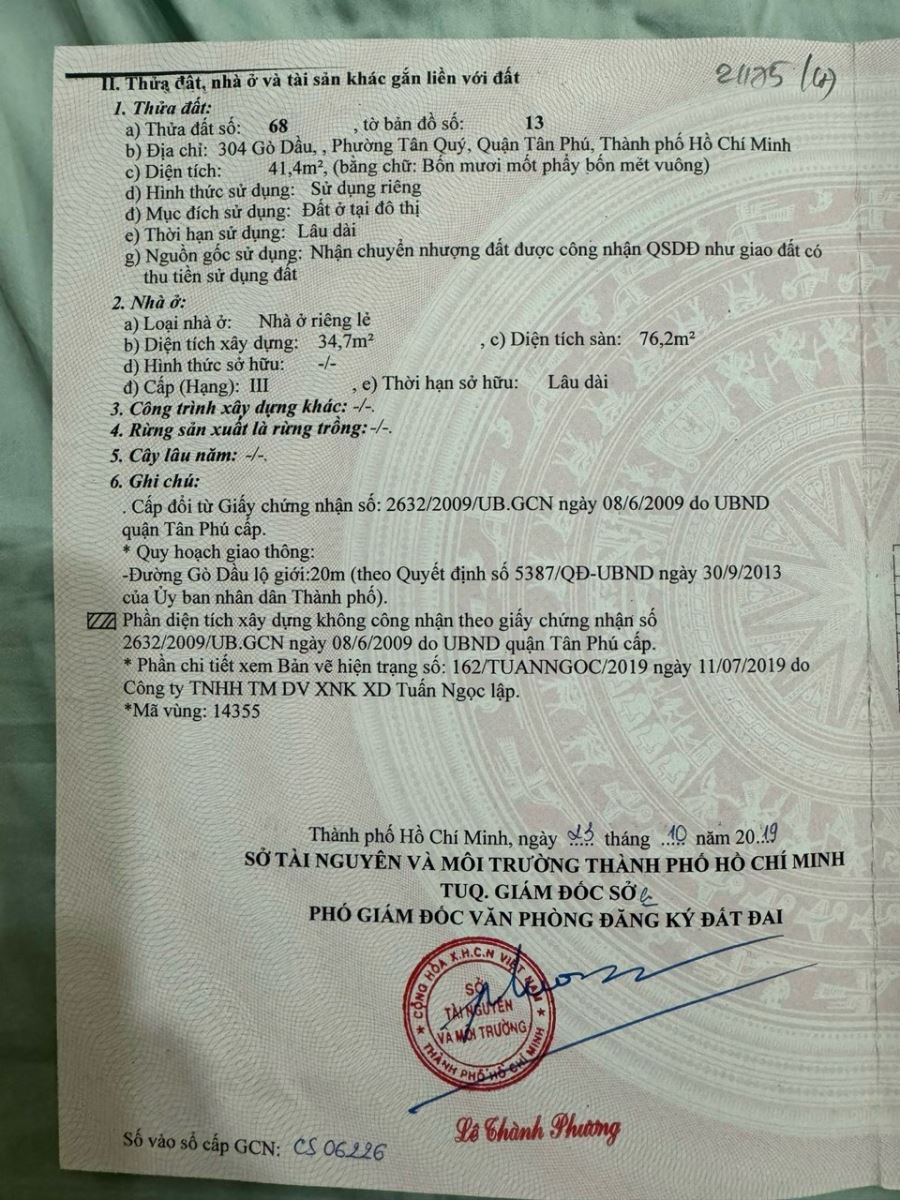 21125 (G)
II. Thửa đất, nhà ở và tài sản khác gắn liền với đất
1. Thửa đất:
a) Thửa đất số: 68 , tờ bản đồ số: 13
b) Địa chỉ: 304 Gò Dầu, , Phường Tân Quý, Quận Tân Phú, Thành phố Hồ Chí Minh
c) Diện tích: 41,4m², (bằng chữ: Bốn mươi mốt phẩy bốn mét vuông)
d) Hình thức sử dụng: Sử dụng riêng
đ) Mục đích sử dụng: Đất ở tại đô thị
e) Thời hạn sử dụng: Lâu dài
g) Nguồn gốc sử dụng: Nhận chuyển nhượng đất được công nhận QSDĐ như giao đất có
thu tiền sử dụng đất
2. Nhà ở:
a) Loại nhà ở: Nhà ở riêng lẻ
b) Diện tích xây dựng: 34,7m² , c) Diện tích sàn: 76,2m²
d) Hình thức sở hữu: -/-
đ) Cấp (Hạng): III , e) Thời hạn sở hữu: Lâu dài
3. Công trình xây dựng khác: -/-.
4. Rừng sản xuất là rừng trồng:-/-.
5. Cây lâu năm: -/-.
6. Ghi chú:
. Cấp đổi từ Giấy chứng nhận số: 2632/2009/UB.GCN ngày 08/6/2009 do UBND
quận Tân Phú cấp.
* Quy hoạch giao thông:
-Đường Gò Dầu lộ giới:20m (theo Quyết định số 5387/QĐ-UBND ngày 30/9/2013
của Ủy ban nhân dân Thành phố).
Phần diện tích xây dựng không công nhận theo giấy chứng nhận số
2632/2009/UB.GCN ngày 08/6/2009 do UBND quận Tân Phú cấp.
* Phần chi tiết xem Bản vẽ hiện trạng số: 162/TUANNGOC/2019 ngày 11/07/2019 do
Công ty TNHH TM DV XNK XD Tuấn Ngọc lập.
*Mã vùng: 14355
Thành phố Hồ Chí Minh, ngày 23 tháng 10 năm 2019
SỞ TÀI NGUYÊN VÀ MÔI TRƯỜNG THÀNH PHỐ HỒ CHÍ MINH
TUQ. GIÁM ĐỐC SỞ
PHÓ GIÁM ĐỐC VĂN PHÒNG ĐĂNG KÝ ĐẤT ĐAI
CỘNG HÒA X.H.C.N VIỆT NAM
SỞ
TÀI NGUYÊN
VÀ MÔI TRƯỜNG
THÀNH PHỐ HỒ CHÍ MINH
Lê Thành Phương
Số vào sổ cấp GCN: CS 06226